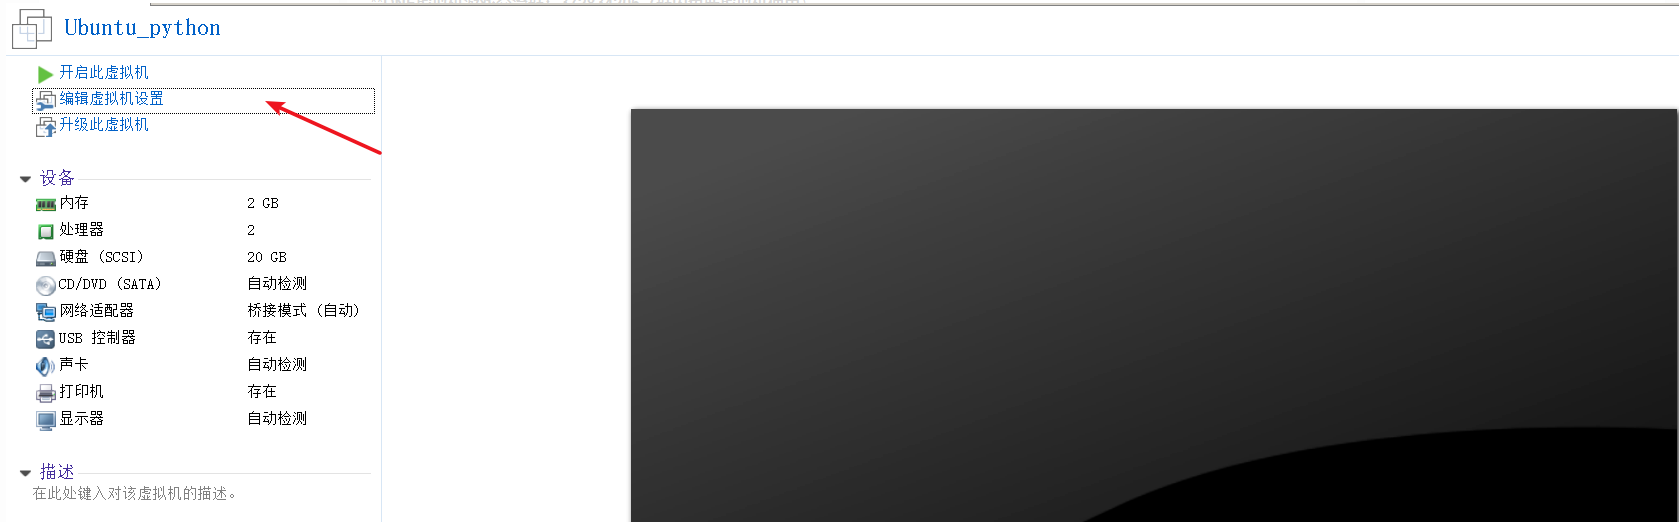 Ubuntu_python
开启此虚拟机
编辑虚拟机设置
升级此虚拟机
设备
内存 2 GB
处理器 2
硬盘 (SCSI) 20 GB
CD/DVD (SATA) 自动检测
网络适配器 桥接模式 (自动)
USB 控制器 存在
声卡 自动检测
打印机 存在
显示器 自动检测
描述
在此处键入对该虚拟机的描述。